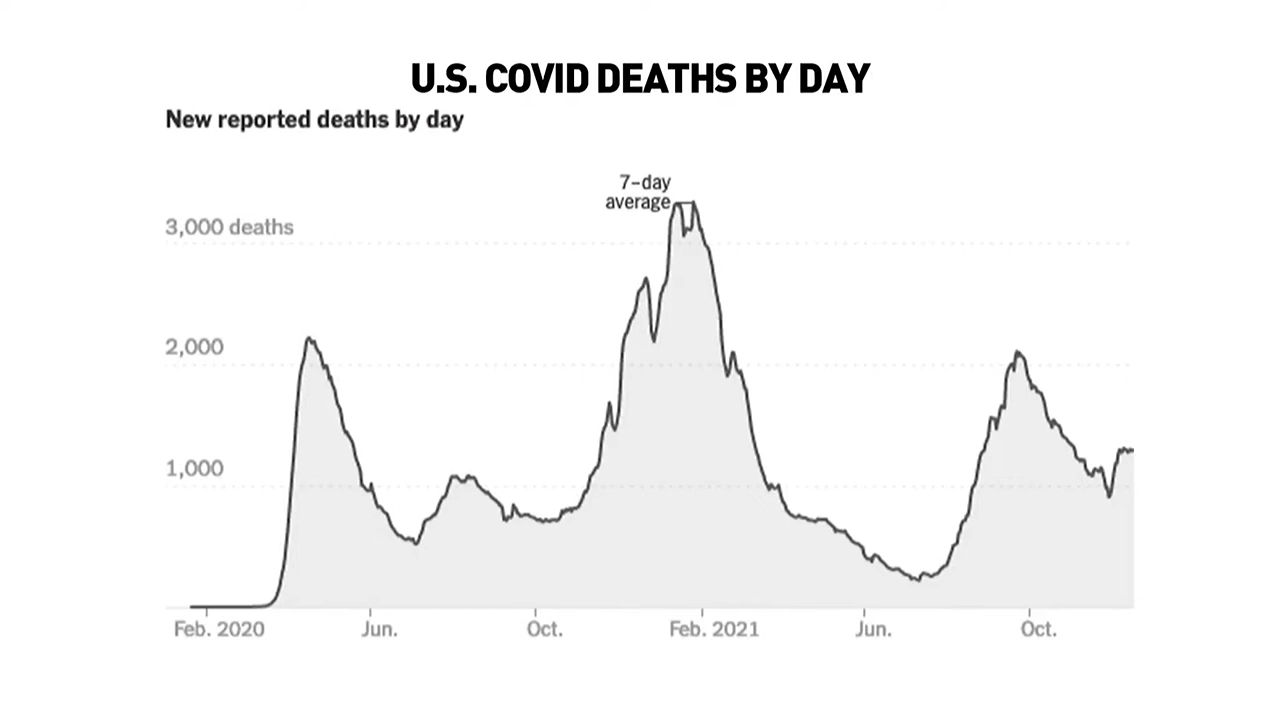 U.S. COVID DEATHS BY DAY
New reported deaths by day
7–day
average
3,000 deaths
2,000
1,000
Feb. 2020 Jun. Oct. Feb. 2021 Jun. Oct.